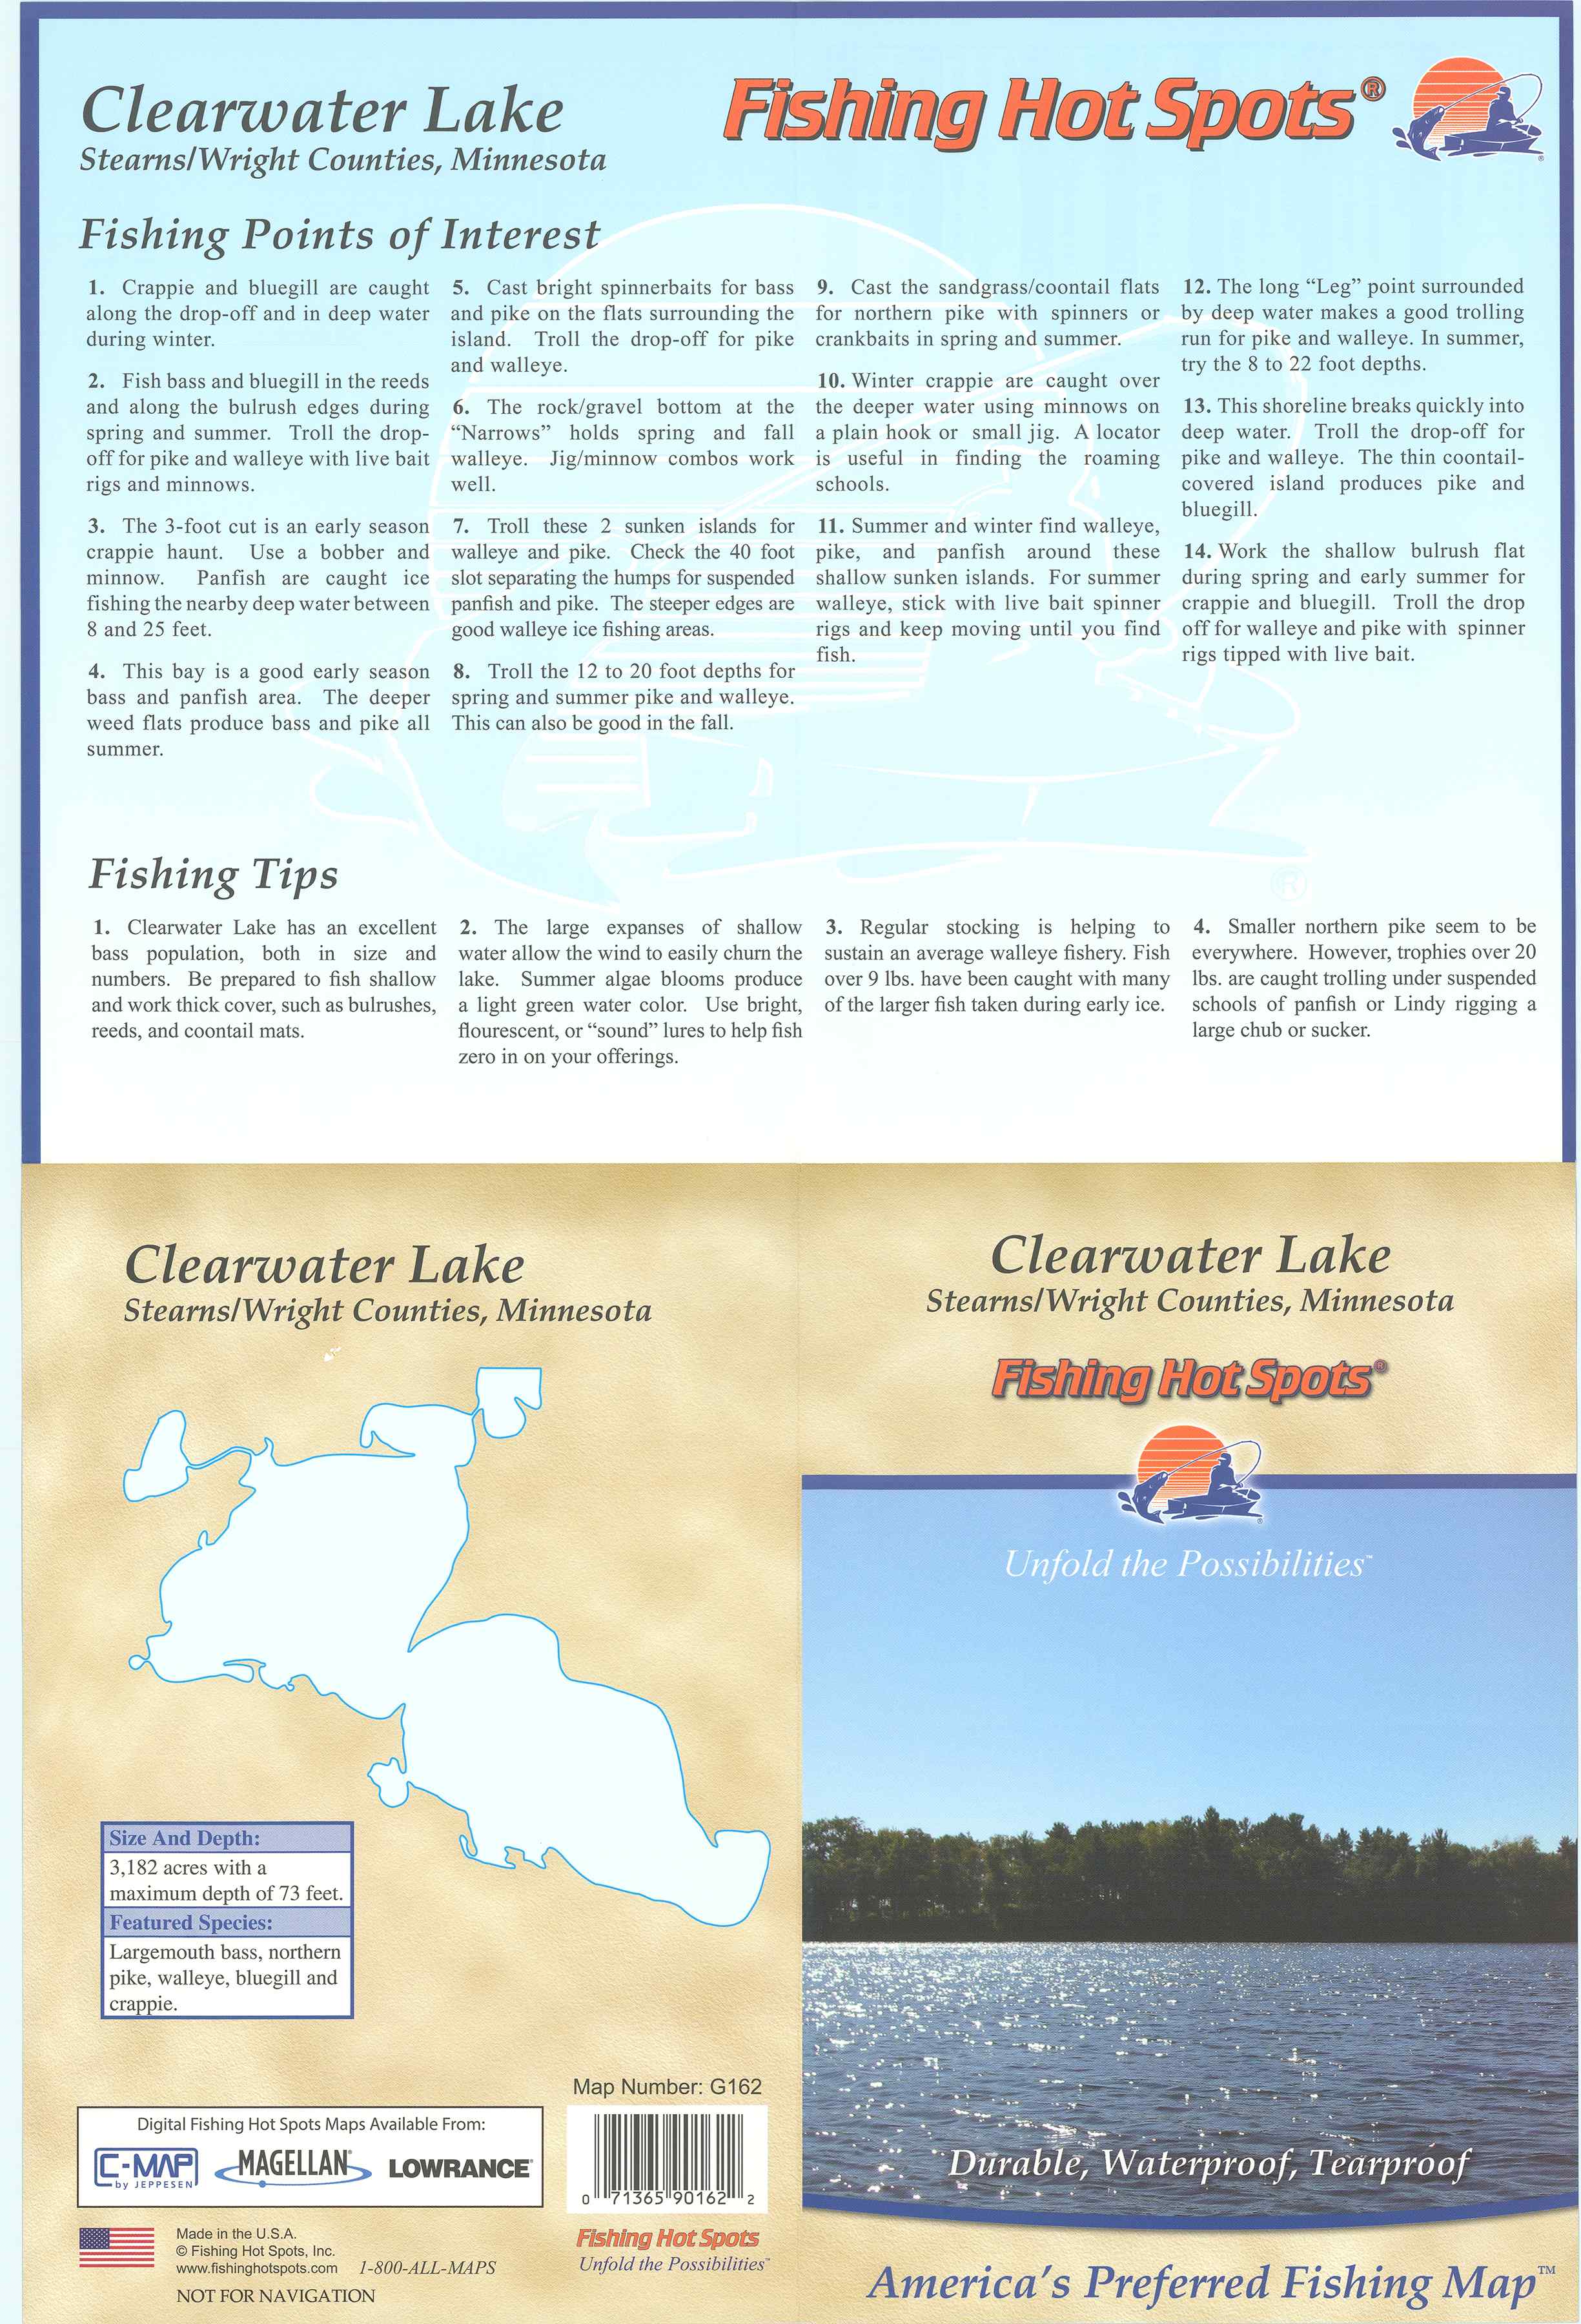 Clearwater Lake
Stearns/Wright Counties, Minnesota
Fishing Hot Spots®
®
Fishing Points of Interest
1. Crappie and bluegill are caught
along the drop-off and in deep water
during winter.
2. Fish bass and bluegill in the reeds
and along the bulrush edges during
spring and summer. Troll the drop-
off for pike and walleye with live bait
rigs and minnows.
3. The 3-foot cut is an early season
crappie haunt. Use a bobber and
minnow. Panfish are caught ice
fishing the nearby deep water between
8 and 25 feet.
4. This bay is a good early season
bass and panfish area. The deeper
weed flats produce bass and pike all
summer.
5. Cast bright spinnerbaits for bass
and pike on the flats surrounding the
island. Troll the drop-off for pike
and walleye.
6. The rock/gravel bottom at the
“Narrows” holds spring and fall
walleye. Jig/minnow combos work
well.
7. Troll these 2 sunken islands for
walleye and pike. Check the 40 foot
slot separating the humps for suspended
panfish and pike. The steeper edges are
good walleye ice fishing areas.
8. Troll the 12 to 20 foot depths for
spring and summer pike and walleye.
This can also be good in the fall.
9. Cast the sandgrass/coontail flats
for northern pike with spinners or
crankbaits in spring and summer.
10. Winter crappie are caught over
the deeper water using minnows on
a plain hook or small jig. A locator
is useful in finding the roaming
schools.
11. Summer and winter find walleye,
pike, and panfish around these
shallow sunken islands. For summer
walleye, stick with live bait spinner
rigs and keep moving until you find
fish.
12. The long “Leg” point surrounded
by deep water makes a good trolling
run for pike and walleye. In summer,
try the 8 to 22 foot depths.
13. This shoreline breaks quickly into
deep water. Troll the drop-off for
pike and walleye. The thin coontail-
covered island produces pike and
bluegill.
14. Work the shallow bulrush flat
during spring and early summer for
crappie and bluegill. Troll the drop
off for walleye and pike with spinner
rigs tipped with live bait.
®
Fishing Tips
1. Clearwater Lake has an excellent
bass population, both in size and
numbers. Be prepared to fish shallow
and work thick cover, such as bulrushes,
reeds, and coontail mats.
2. The large expanses of shallow
water allow the wind to easily churn the
lake. Summer algae blooms produce
a light green water color. Use bright,
flourescent, or “sound” lures to help fish
zero in on your offerings.
3. Regular stocking is helping to
sustain an average walleye fishery. Fish
over 9 lbs. have been caught with many
of the larger fish taken during early ice.
4. Smaller northern pike seem to be
everywhere. However, trophies over 20
lbs. are caught trolling under suspended
schools of panfish or Lindy rigging a
large chub or sucker.
Clearwater Lake
Stearns/Wright Counties, Minnesota
Size And Depth:
3,182 acres with a
maximum depth of 73 feet.
Featured Species:
Largemouth bass, northern
pike, walleye, bluegill and
crappie.
Map Number: G162
Digital Fishing Hot Spots Maps Available From:
C-MAP
by JEPPESEN
MAGELLAN®
LOWRANCE®
0 71365 90162 2
Made in the U.S.A.
© Fishing Hot Spots, Inc.
www.fishinghotspots.com 1-800-ALL-MAPS
NOT FOR NAVIGATION
Fishing Hot Spots
Unfold the Possibilities™
Clearwater Lake
Stearns/Wright Counties, Minnesota
Fishing Hot Spots®
®
Unfold the Possibilities™
Durable, Waterproof, Tearproof
America's Preferred Fishing Map™